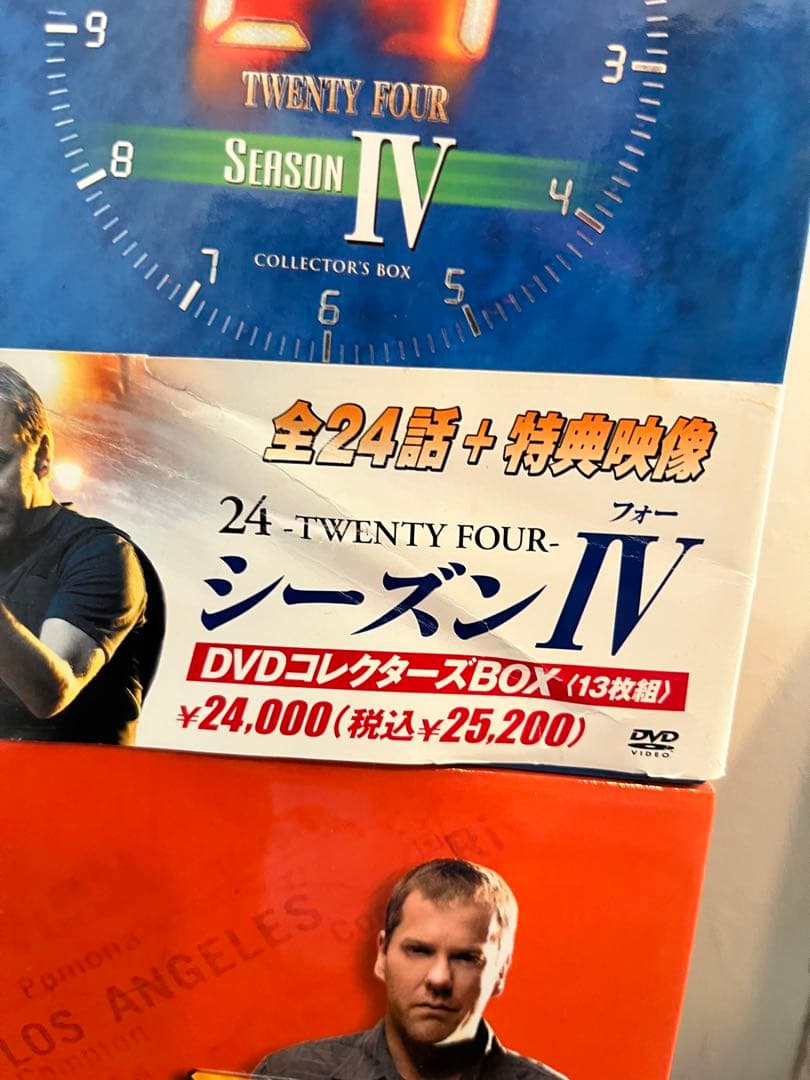 9
3
TWENTY FOUR
8
SEASON IV
4
COLLECTOR'S BOX
7
6
5
全24話+特典映像
フォー
24 -TWENTY FOUR-
シーズンIV
DVDコレクターズBOX〈13枚組〉
¥24,000(税込¥25,200)
DVD
VIDEO
Pomona
LOS ANGELES